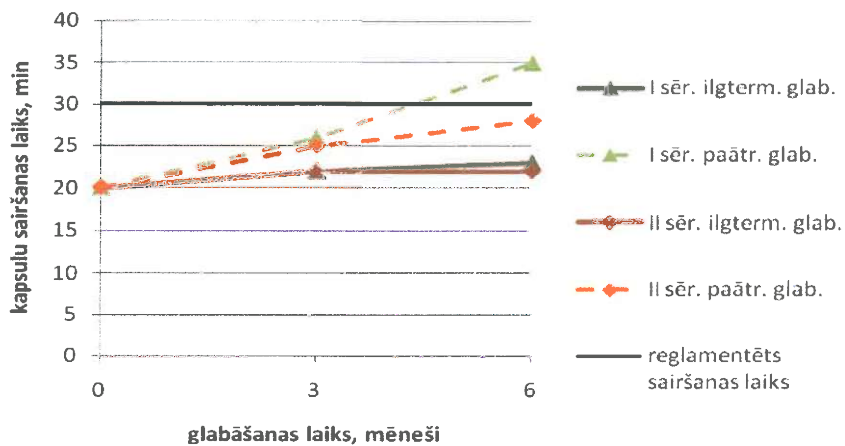 40
35
30
25
20
15
10
5
0
kapsulu sairšanas laiks, min
0 3 6
glabāšanas laiks, mēneši
I sēr. ilgterm. glab.
I sēr. paātr. glab.
II sēr. ilgterm. glab.
II sēr. paātr. glab.
reglamentēts
sairšanas laiks